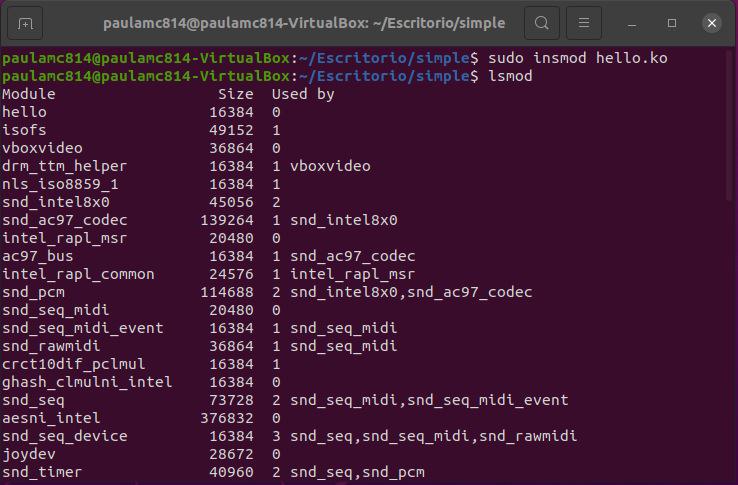 paulamc814@paulamc814-VirtualBox: ~/Escritorio/simple
paulamc814@paulamc814-VirtualBox:~/Escritorio/simple$ sudo insmod hello.ko
paulamc814@paulamc814-VirtualBox:~/Escritorio/simple$ lsmod
Module                  Size  Used by
hello                  16384  0
isofs                  49152  1
vboxvideo              36864  0
drm_ttm_helper         16384  1 vboxvideo
nls_iso8859_1          16384  1
snd_intel8x0           45056  2
snd_ac97_codec        139264  1 snd_intel8x0
intel_rapl_msr         20480  0
ac97_bus               16384  1 snd_ac97_codec
intel_rapl_common      24576  1 intel_rapl_msr
snd_pcm               114688  2 snd_intel8x0,snd_ac97_codec
snd_seq_midi           20480  0
snd_seq_midi_event     16384  1 snd_seq_midi
snd_rawmidi            36864  1 snd_seq_midi
crct10dif_pclmul       16384  1
ghash_clmulni_intel    16384  0
snd_seq                73728  2 snd_seq_midi,snd_seq_midi_event
aesni_intel           376832  0
snd_seq_device         16384  3 snd_seq,snd_seq_midi,snd_rawmidi
joydev                 28672  0
snd_timer              40960  2 snd_seq,snd_pcm